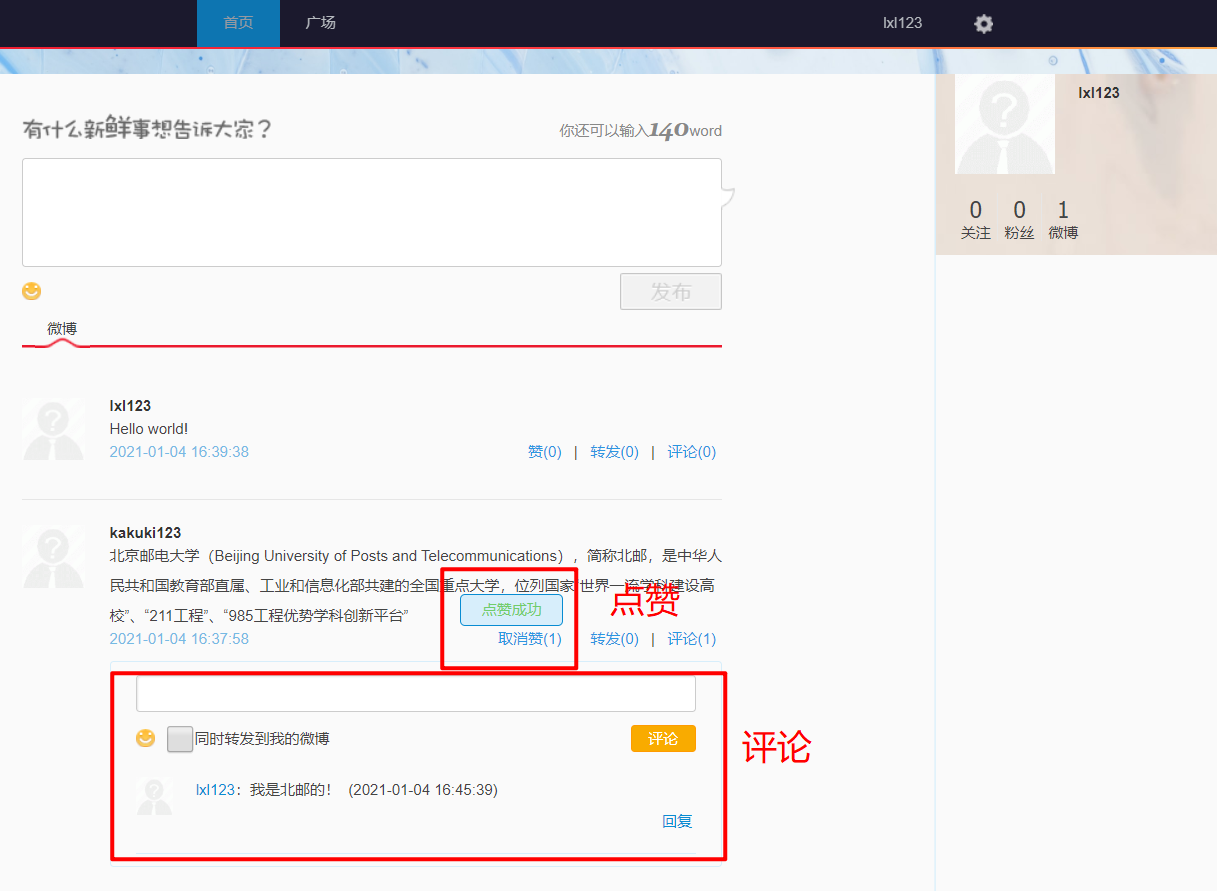 首页 广场 lxl123
lxl123
有什么新鲜事想告诉大家？ 你还可以输入140word
0 0 1
关注 粉丝 微博
发布
微博
lxl123
Hello world!
2021-01-04 16:39:38 赞(0) | 转发(0) | 评论(0)
kakuki123
北京邮电大学（Beijing University of Posts and Telecommunications），简称北邮，是中华人
民共和国教育部直属、工业和信息化部共建的全国重点大学，位列国家“世界一流学科建设高
校”、“211工程”、“985工程优势学科创新平台”
点赞成功 点赞
2021-01-04 16:37:58 取消赞(1) 转发(0) | 评论(1)
同时转发到我的微博 评论
评论
lxl123：我是北邮的！ (2021-01-04 16:45:39)
回复